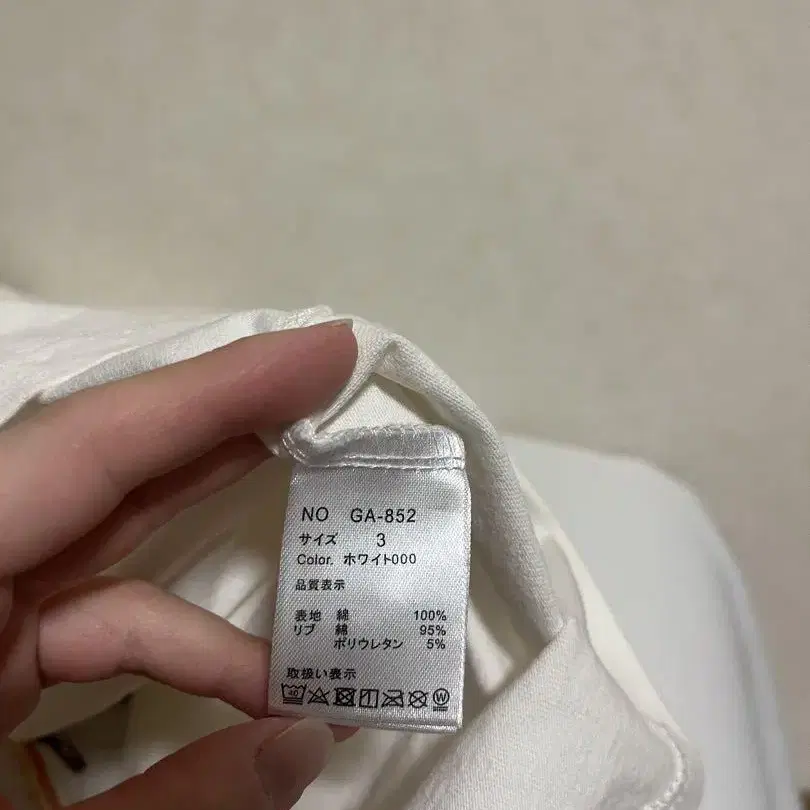 NO GA-852
サイズ 3
Color. ホワイト000
品質表示
表地 綿 100%
リブ 綿 95%
ポリウレタン 5%
取扱い表示
40 W